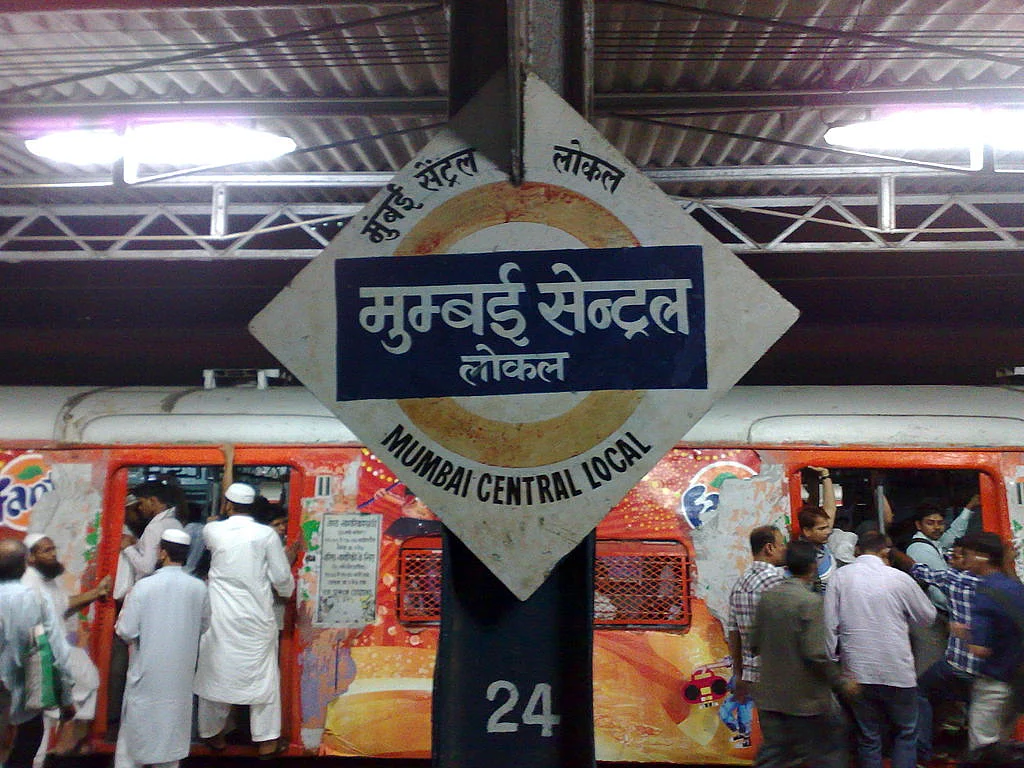 मुंबई सेंट्रल
लोकल
मुम्बई सेन्ट्रल
लोकल
MUMBAI CENTRAL LOCAL
24